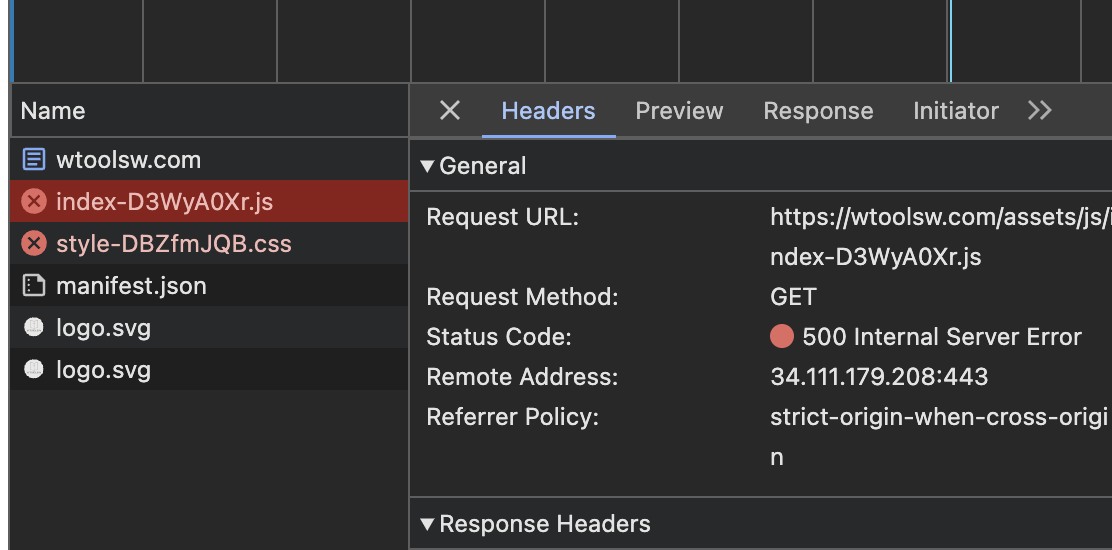 Name
wtoolsw.com
index-D3WyA0Xr.js
style-DBZfmJQB.css
manifest.json
logo.svg
logo.svg
Headers Preview Response Initiator
General
Request URL: https://wtoolsw.com/assets/js/i
ndex-D3WyA0Xr.js
Request Method: GET
Status Code: 500 Internal Server Error
Remote Address: 34.111.179.208:443
Referrer Policy: strict-origin-when-cross-origi
n
Response Headers